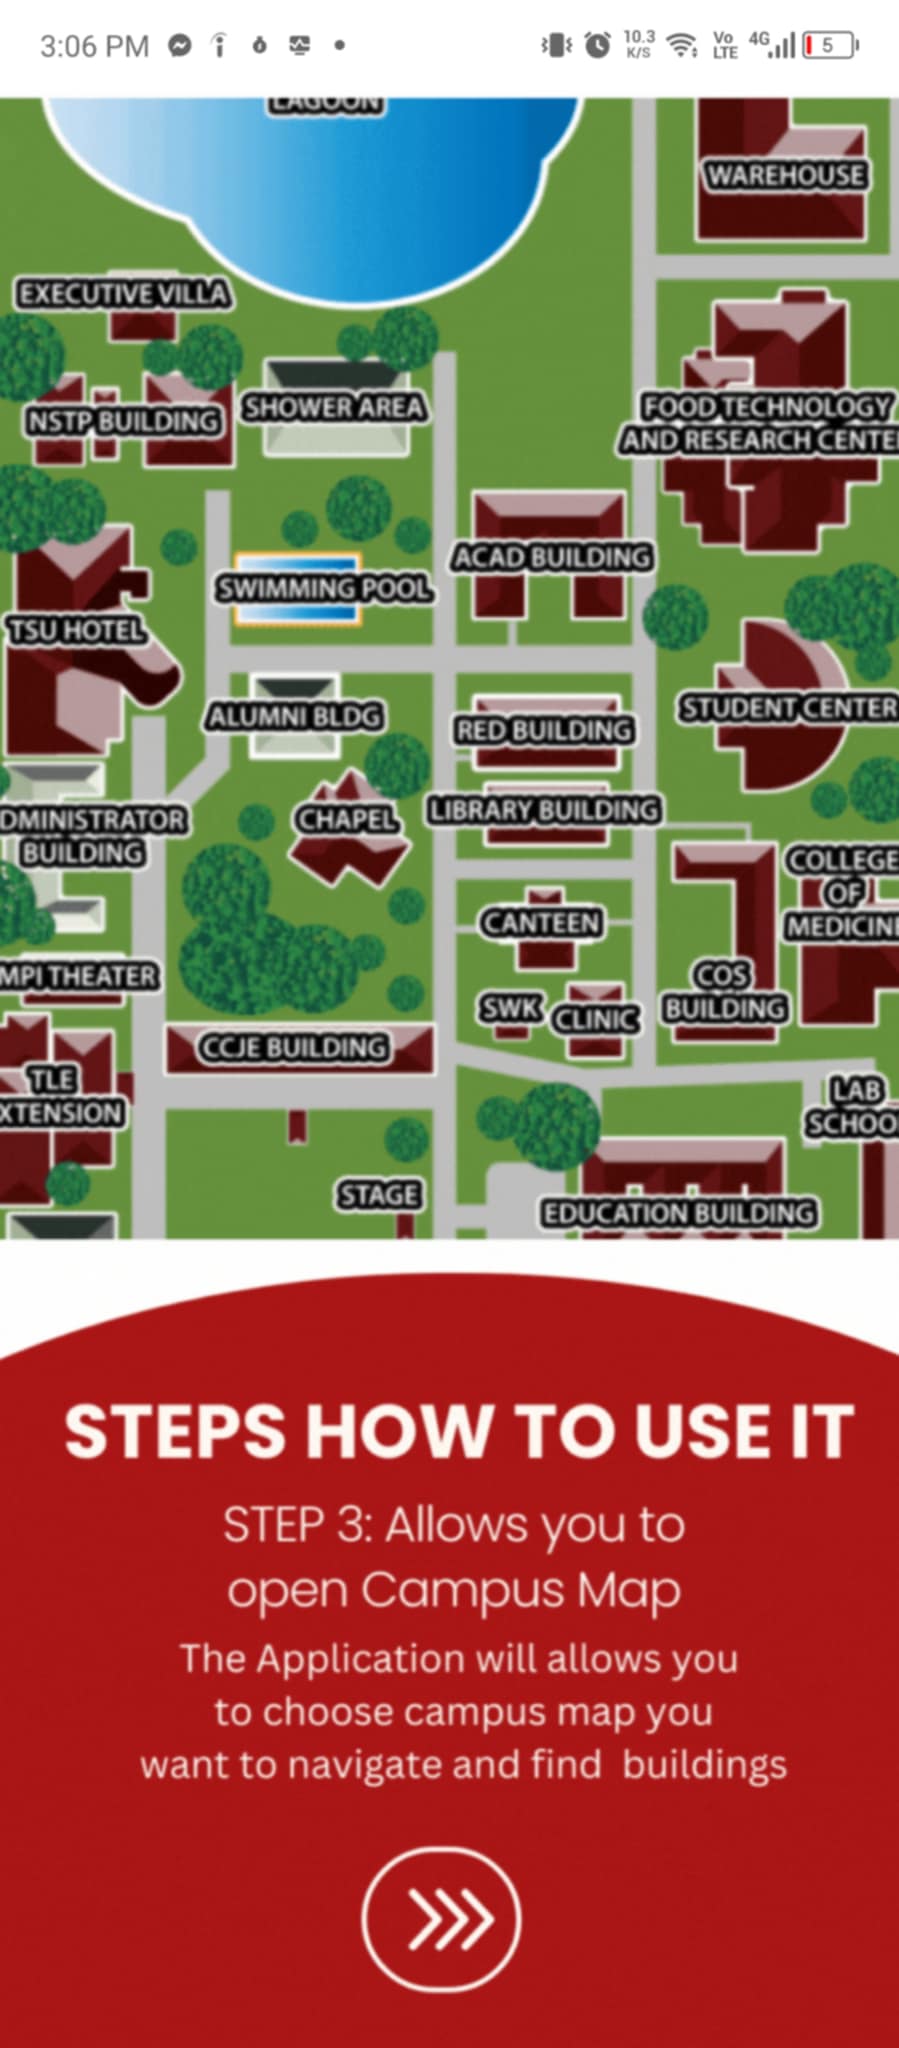 3:06 PM
10.3
K/S
Vo
LTE
4G
5
LAGOON
WAREHOUSE
EXECUTIVE VILLA
NSTP BUILDING
SHOWER AREA
FOOD TECHNOLOGY
AND RESEARCH CENTE
ACAD BUILDING
SWIMMING POOL
TSU HOTEL
ALUMNI BLDG
RED BUILDING
STUDENT CENTER
DMINISTRATOR
BUILDING
CHAPEL
LIBRARY BUILDING
COLLEGE
OF
MEDICINE
CANTEEN
MPI THEATER
COS
BUILDING
SWK
CLINIC
CCJE BUILDING
TLE
XTENSION
LAB
SCHOO
STAGE
EDUCATION BUILDING
STEPS HOW TO USE IT
STEP 3: Allows you to
open Campus Map
The Application will allows you
to choose campus map you
want to navigate and find  buildings